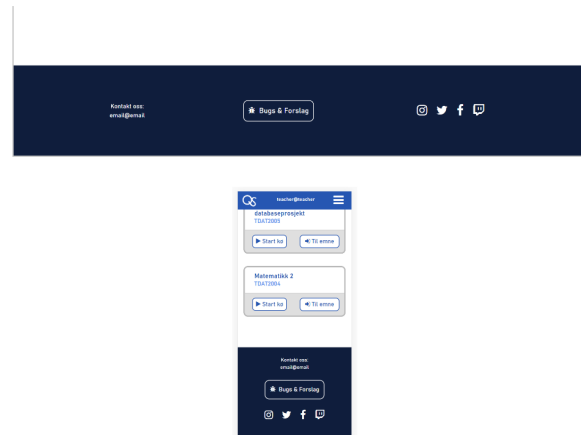 Kontakt oss:
email@email
Bugs & Forslag
QS
teacher@teacher
databaseprosjekt
TDAT2005
Start kø
Til emne
Matematikk 2
TDAT2004
Start kø
Til emne
Kontakt oss:
email@email
Bugs & Forslag